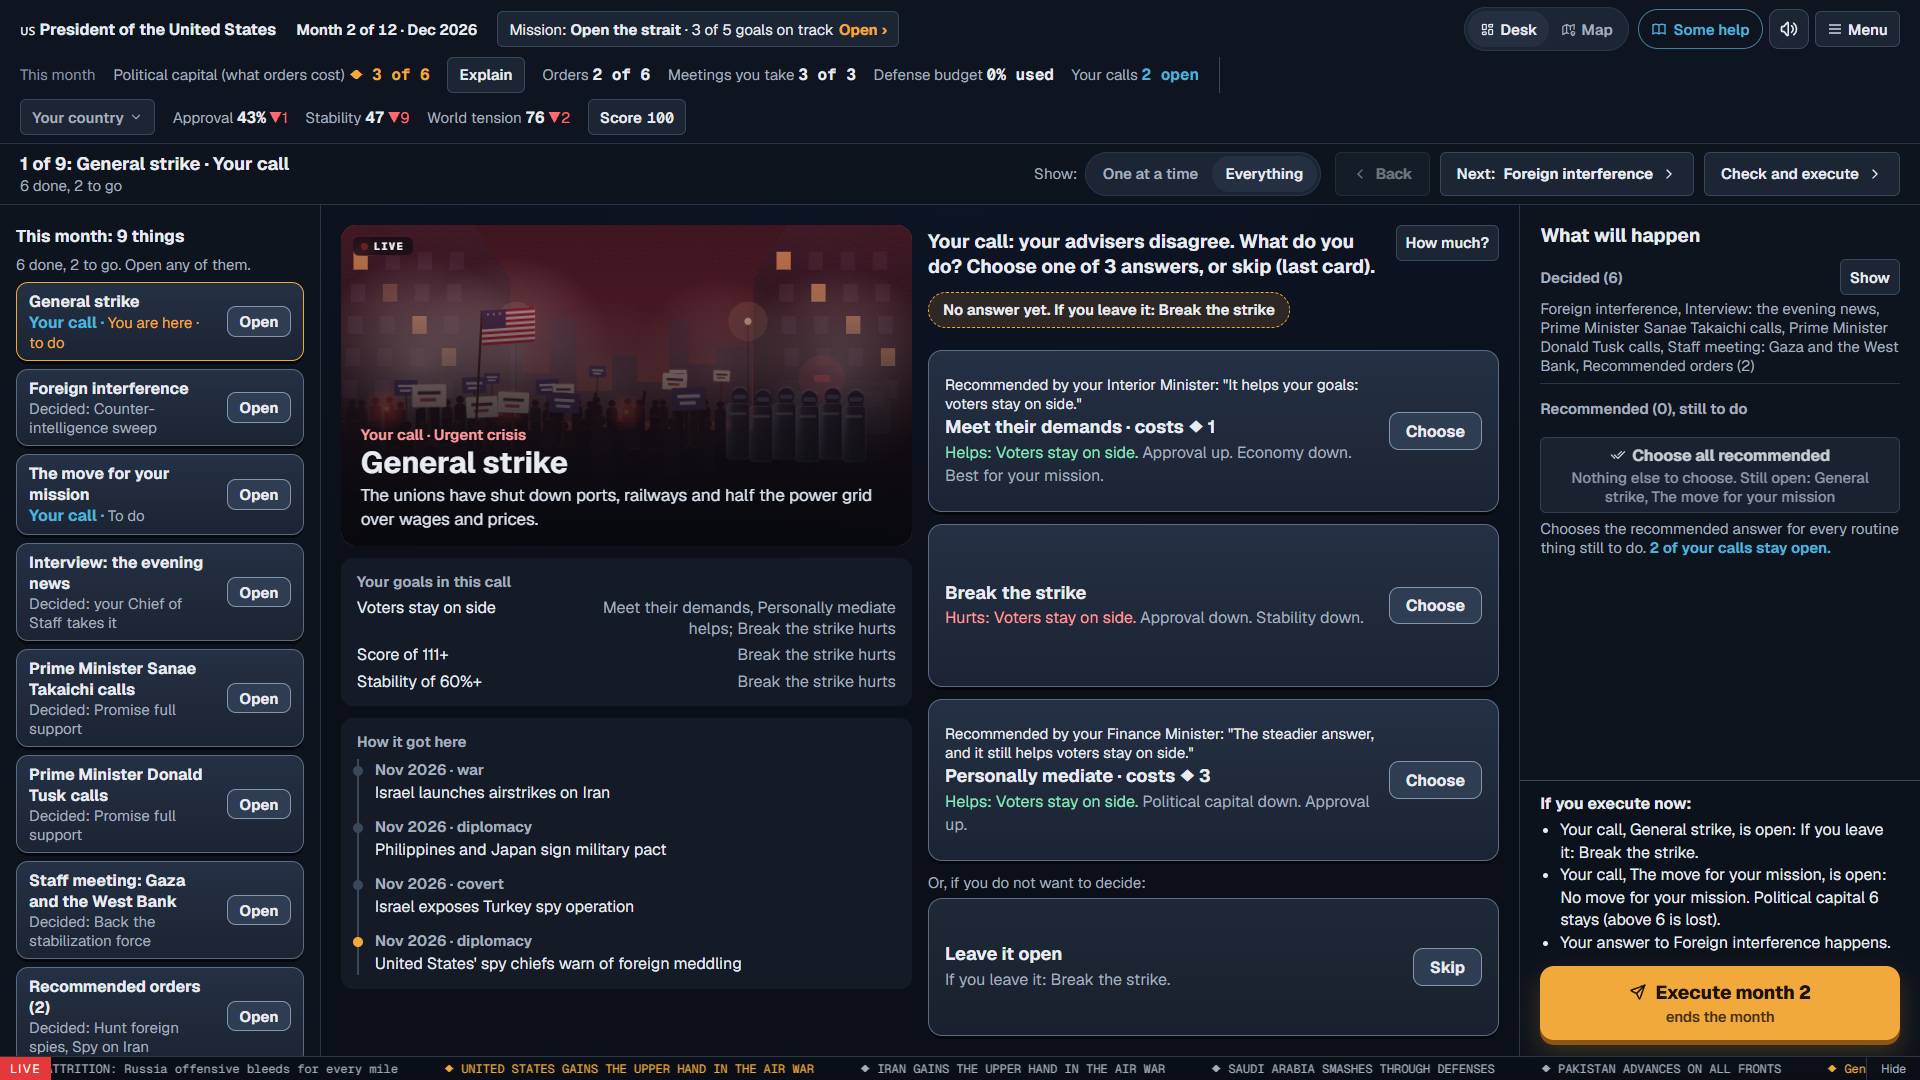 US President of the United States
Month 2 of 12 · Dec 2026
Mission: Open the strait · 3 of 5 goals on track Open ›
Desk
Map
Some help
Menu
This month
Political capital (what orders cost) ◆ 3 of 6
Explain
Orders 2 of 6
Meetings you take 3 of 3
Defense budget 0% used
Your calls 2 open
Your country
Approval 43% ▼1
Stability 47 ▼9
World tension 76 ▼2
Score 100
1 of 9: General strike · Your call
6 done, 2 to go
Show:
One at a time
Everything
Back
Next: Foreign interference
Check and execute
This month: 9 things
6 done, 2 to go. Open any of them.
General strike
Your call · You are here ·
to do
Open
Foreign interference
Decided: Counter-
intelligence sweep
Open
The move for your
mission
Your call · To do
Open
Interview: the evening
news
Decided: your Chief of
Staff takes it
Open
Prime Minister Sanae
Takaichi calls
Decided: Promise full
support
Open
Prime Minister Donald
Tusk calls
Decided: Promise full
support
Open
Staff meeting: Gaza
and the West Bank
Decided: Back the
stabilization force
Open
Recommended orders
(2)
Decided: Hunt foreign
spies, Spy on Iran
Open
LIVE
Your call · Urgent crisis
General strike
The unions have shut down ports, railways and half the power grid
over wages and prices.
Your goals in this call
Voters stay on side
Meet their demands, Personally mediate
helps; Break the strike hurts
Score of 111+
Break the strike hurts
Stability of 60%+
Break the strike hurts
How it got here
Nov 2026 · war
Israel launches airstrikes on Iran
Nov 2026 · diplomacy
Philippines and Japan sign military pact
Nov 2026 · covert
Israel exposes Turkey spy operation
Nov 2026 · diplomacy
United States' spy chiefs warn of foreign meddling
Your call: your advisers disagree. What do you
do? Choose one of 3 answers, or skip (last card).
How much?
No answer yet. If you leave it: Break the strike
Recommended by your Interior Minister: "It helps your goals:
voters stay on side."
Meet their demands · costs ◆ 1
Helps: Voters stay on side. Approval up. Economy down.
Best for your mission.
Choose
Break the strike
Hurts: Voters stay on side. Approval down. Stability down.
Choose
Recommended by your Finance Minister: "The steadier answer,
and it still helps voters stay on side."
Personally mediate · costs ◆ 3
Helps: Voters stay on side. Political capital down. Approval
up.
Choose
Or, if you do not want to decide:
Leave it open
If you leave it: Break the strike.
Skip
What will happen
Decided (6)
Show
Foreign interference, Interview: the evening news,
Prime Minister Sanae Takaichi calls, Prime Minister
Donald Tusk calls, Staff meeting: Gaza and the West
Bank, Recommended orders (2)
Recommended (0), still to do
Choose all recommended
Nothing else to choose. Still open: General
strike, The move for your mission
Chooses the recommended answer for every routine
thing still to do. 2 of your calls stay open.
If you execute now:
• Your call, General strike, is open: If you leave
it: Break the strike.
• Your call, The move for your mission, is open:
No move for your mission. Political capital 6
stays (above 6 is lost).
• Your answer to Foreign interference happens.
Execute month 2
ends the month
LIVE
TTRITION: Russia offensive bleeds for every mile
◆ UNITED STATES GAINS THE UPPER HAND IN THE AIR WAR
◆ IRAN GAINS THE UPPER HAND IN THE AIR WAR
◆ SAUDI ARABIA SMASHES THROUGH DEFENSES
◆ PAKISTAN ADVANCES ON ALL FRONTS
◆ Gen
Hide